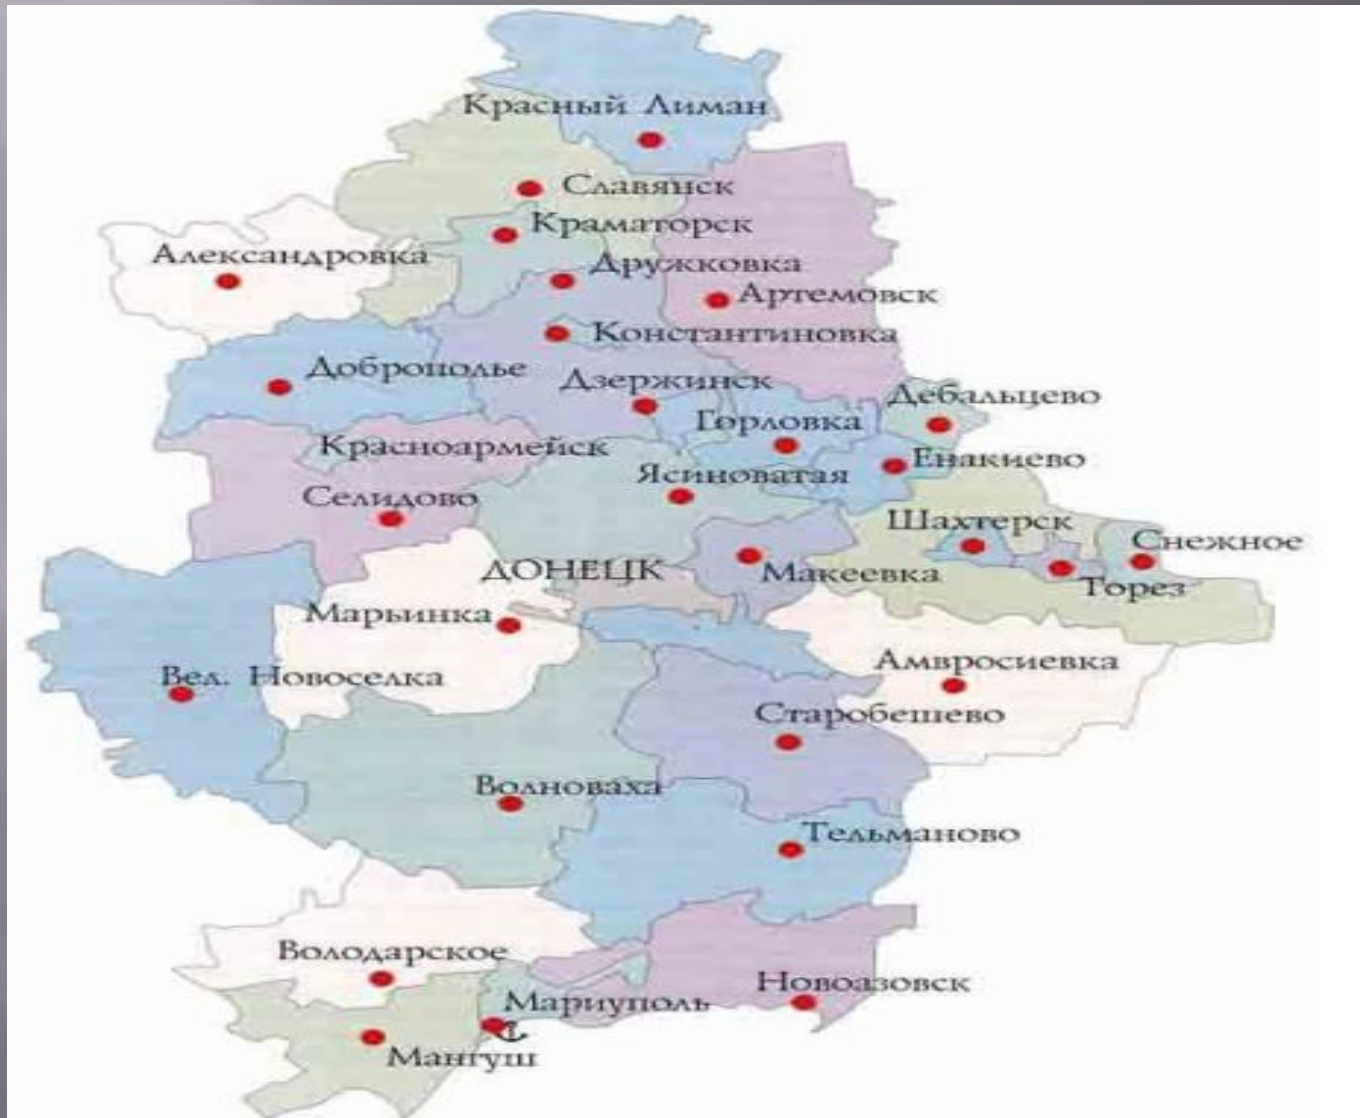 Красный Лиман
Славянск
Краматорск
Александровка
Дружковка
Артемовск
Константиновка
Доброполье
Дзержинск
Дебальцево
Горловка
Красноармейск
Енакиево
Ясиноватая
Селидово
Шахтерск
Снежное
ДОНЕЦК
Макеевка
Торез
Марьинка
Амвросиевка
Вел. Новоселка
Старобешево
Волноваха
Тельманово
Володарское
Новоазовск
Мариуполь
Мангуш